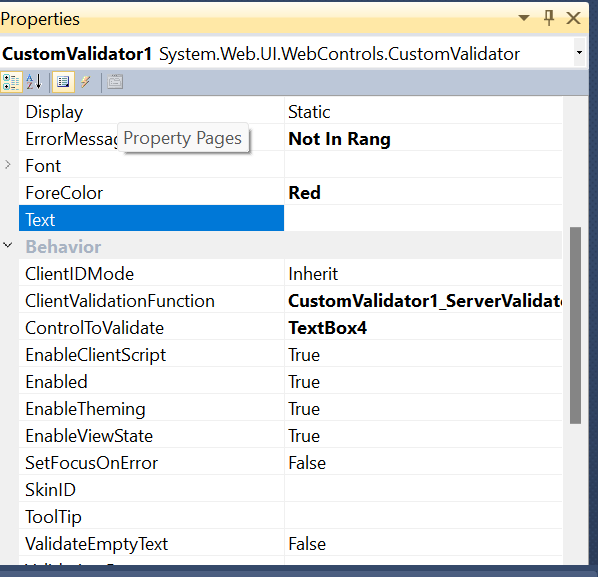 Properties
CustomValidator1 System.Web.UI.WebControls.CustomValidator
Display Static
ErrorMessag Not In Rang
Property Pages
Font
ForeColor Red
Text
Behavior
ClientIDMode Inherit
ClientValidationFunction CustomValidator1_ServerValidate
ControlToValidate TextBox4
EnableClientScript True
Enabled True
EnableTheming True
EnableViewState True
SetFocusOnError False
SkinID
ToolTip
ValidateEmptyText False